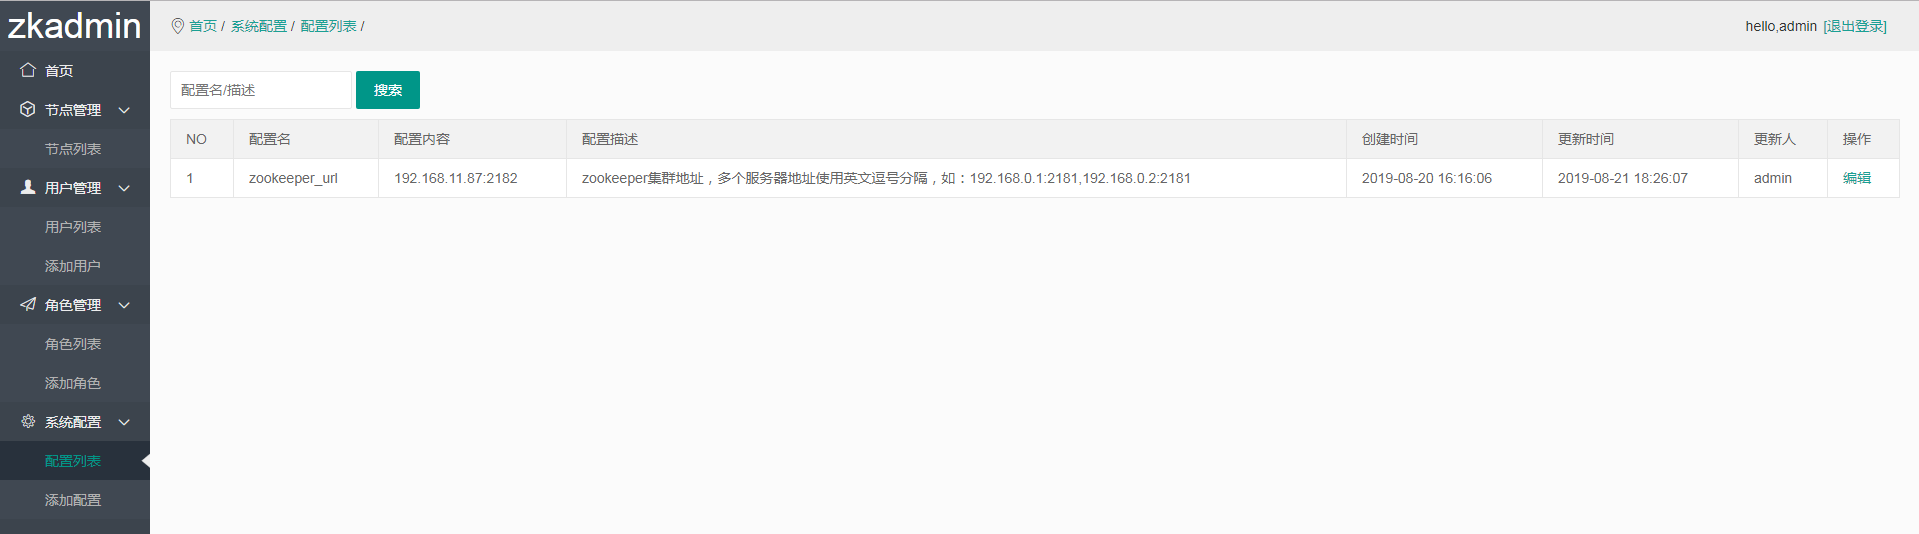 zkadmin
首页
节点管理
节点列表
用户管理
用户列表
添加用户
角色管理
角色列表
添加角色
系统配置
配置列表
添加配置
首页 / 系统配置 / 配置列表 /
hello,admin [退出登录]
配置名/描述 搜索
NO 配置名 配置内容 配置描述 创建时间 更新时间 更新人 操作
1 zookeeper_url 192.168.11.87:2182 zookeeper集群地址，多个服务器地址使用英文逗号分隔，如：192.168.0.1:2181,192.168.0.2:2181 2019-08-20 16:16:06 2019-08-21 18:26:07 admin 编辑